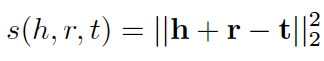 s(h, r, t) = ||h + r − t||₂²